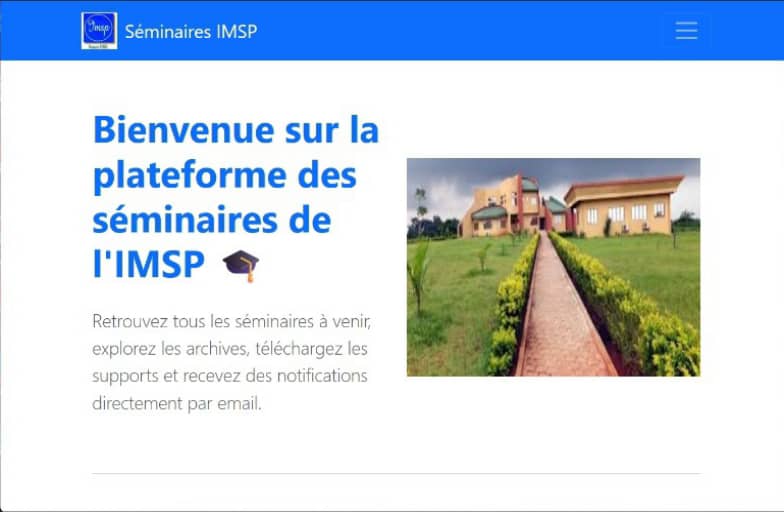 Imsp
Séminaires IMSP
Bienvenue sur la
plateforme des
séminaires de
l'IMSP 🎓
Retrouvez tous les séminaires à venir,
explorez les archives, téléchargez les
supports et recevez des notifications
directement par email.